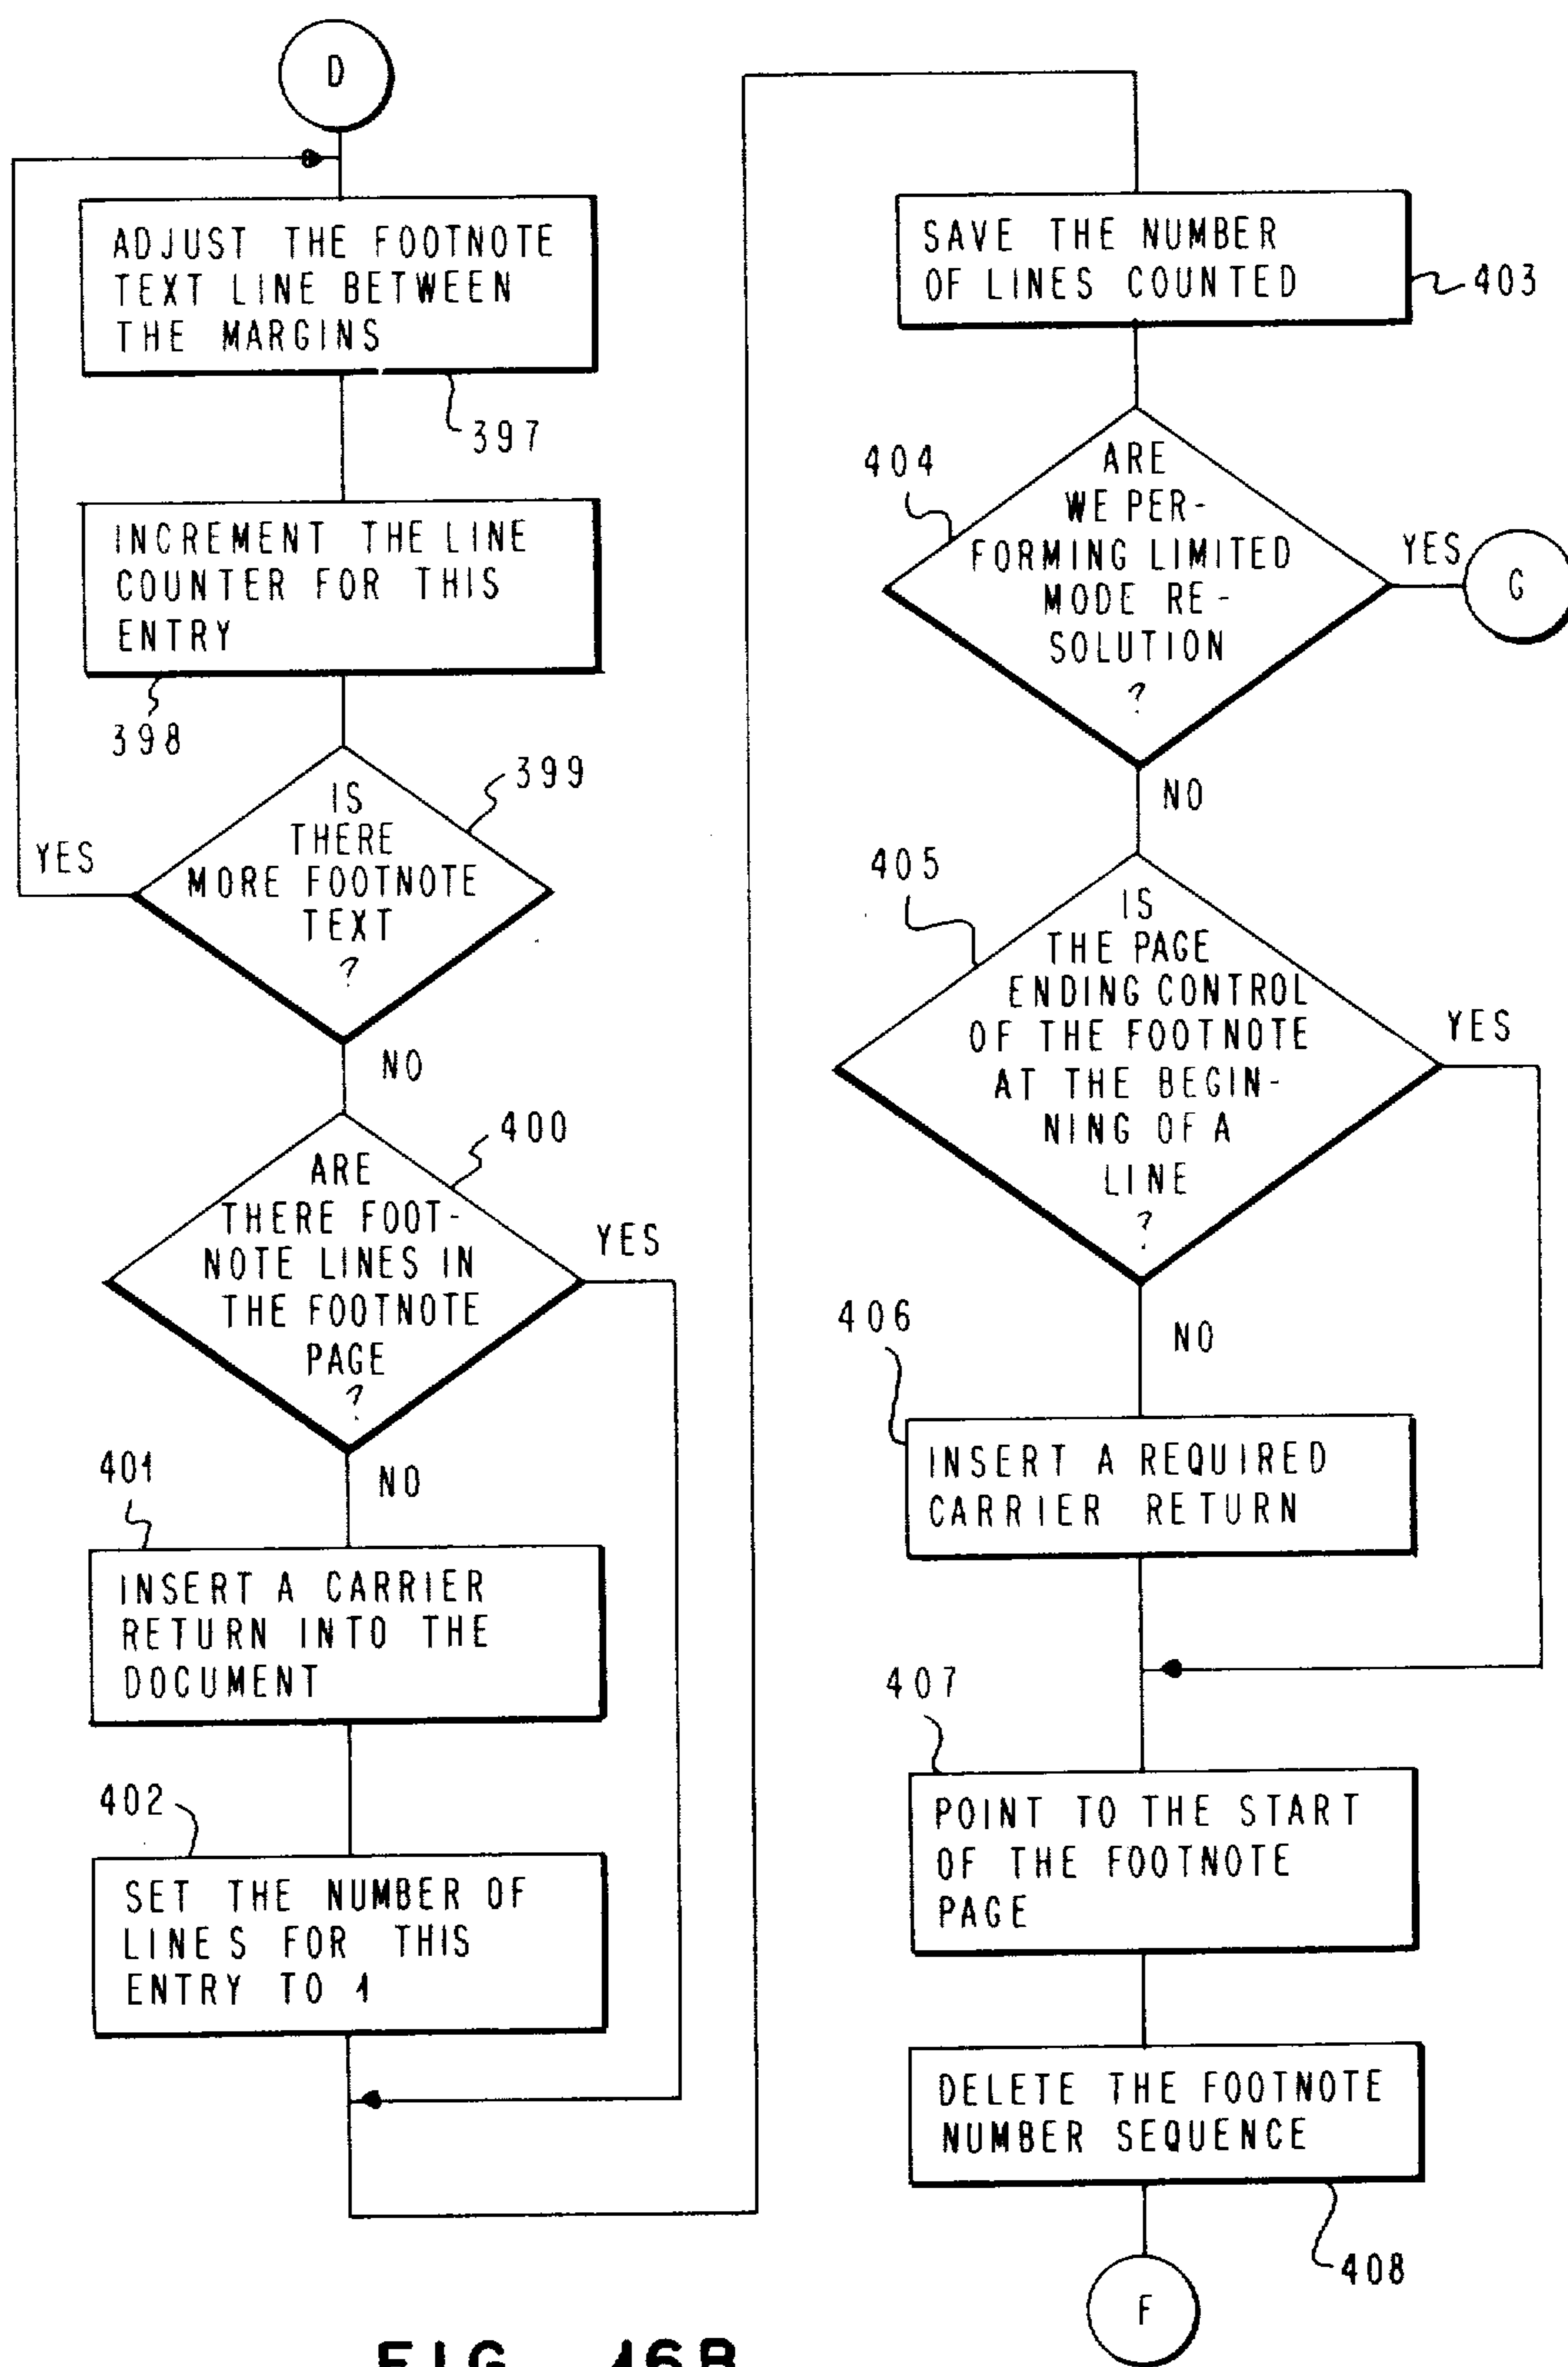 D
ADJUST THE FOOTNOTE
TEXT LINE BETWEEN
THE MARGINS
397
INCREMENT THE LINE
COUNTER FOR THIS
ENTRY
398
399
IS
THERE
MORE FOOTNOTE
TEXT
?
YES
NO
400
ARE
THERE FOOT-
NOTE LINES IN
THE FOOTNOTE
PAGE
?
YES
NO
401
INSERT A CARRIER
RETURN INTO THE
DOCUMENT
402
SET THE NUMBER OF
LINES FOR THIS
ENTRY TO 1
SAVE THE NUMBER
OF LINES COUNTED
403
404
ARE
WE PER-
FORMING LIMITED
MODE RE-
SOLUTION
?
YES
G
NO
405
IS
THE PAGE
ENDING CONTROL
OF THE FOOTNOTE
AT THE BEGIN-
NING OF A
LINE
?
YES
NO
406
INSERT A REQUIRED
CARRIER RETURN
407
POINT TO THE START
OF THE FOOTNOTE
PAGE
DELETE THE FOOTNOTE
NUMBER SEQUENCE
408
F
FIG. 16B